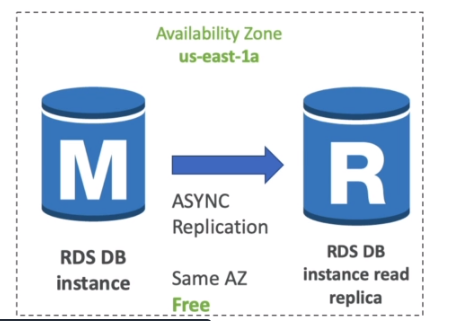 Availability Zone
us-east-1a
M
R
ASYNC
Replication
RDS DB
instance
Same AZ
Free
RDS DB
instance read
replica